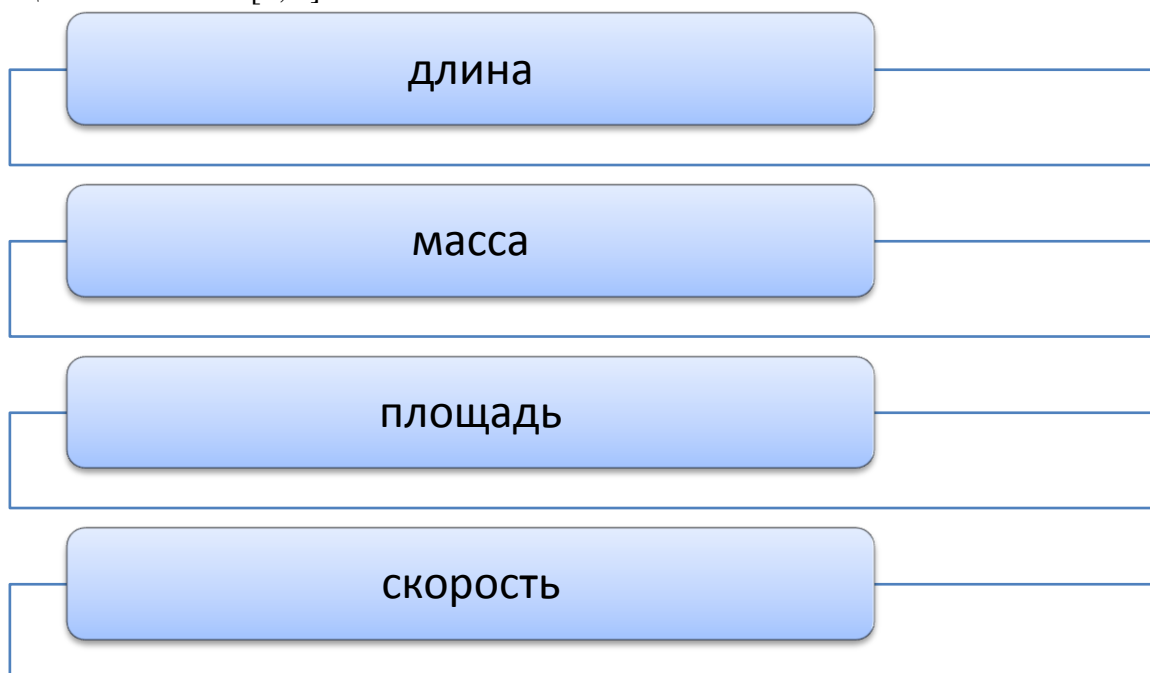 длина
масса
площадь
скорость